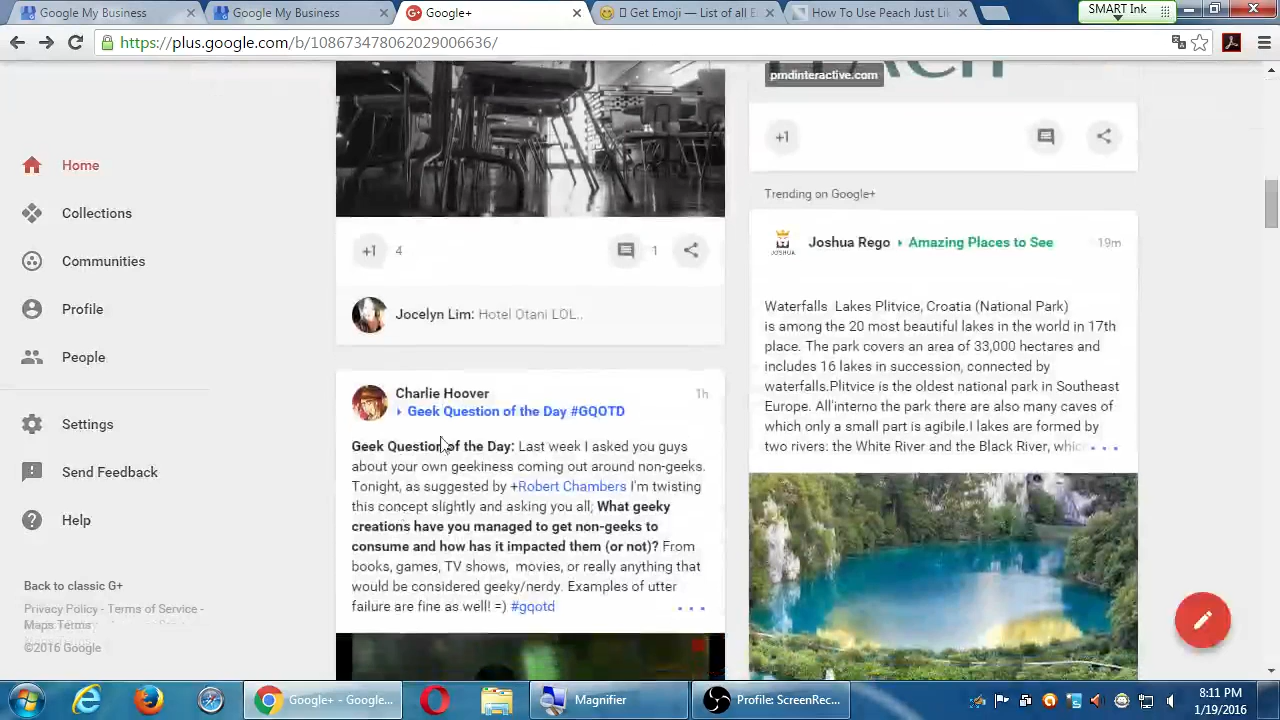 Google My Business
Google My Business
Google+
Get Emoji — List of all E
How To Use Peach Just Lik
SMART Ink
https://plus.google.com/b/108673478062029006636/
pmdinteractive.com
Home
Collections
Communities
Profile
People
Settings
Send Feedback
Help
Back to classic G+
Privacy Policy - Terms of Service -
Maps Terms
©2016 Google
+1 4
1
Jocelyn Lim: Hotel Otani LOL..
Charlie Hoover
1h
Geek Question of the Day #GQOTD
Geek Question of the Day: Last week I asked you guys
about your own geekiness coming out around non-geeks.
Tonight, as suggested by +Robert Chambers I'm twisting
this concept slightly and asking you all, What geeky
creations have you managed to get non-geeks to
consume and how has it impacted them (or not)? From
books, games, TV shows, movies, or really anything that
would be considered geeky/nerdy. Examples of utter
failure are fine as well! =) #gqotd
+1
Trending on Google+
Joshua Rego
Amazing Places to See
19m
JOSHUA
Waterfalls Lakes Plitvice, Croatia (National Park)
is among the 20 most beautiful lakes in the world in 17th
place. The park covers an area of 33,000 hectares and
includes 16 lakes in succession, connected by
waterfalls.Plitvice is the oldest national park in Southeast
Europe. All'interno the park there are also many caves of
which only a small part is agibile.I lakes are formed by
two rivers: the White River and the Black River, which
Google+ - Google...
Magnifier
Profile: ScreenRec...
8:11 PM
1/19/2016